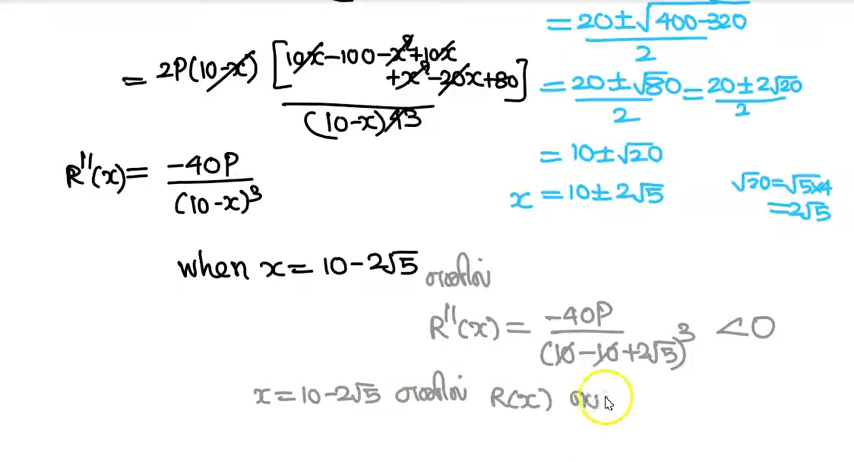 = 20±√400-320 / 2
= 2P(10-x) [10x-100-x²+10x +x²-20x+80] / (10-x)⁴3
= 20±√80 / 2 = 20±2√20 / 2
R''(x) = -40P / (10-x)³
= 10±√20
x = 10±2√5
√20=√5×4
=2√5
when x = 10-2√5
R''(x) = -40P / (10-10+2√5)³ <0
x = 10-2√5 R(x)